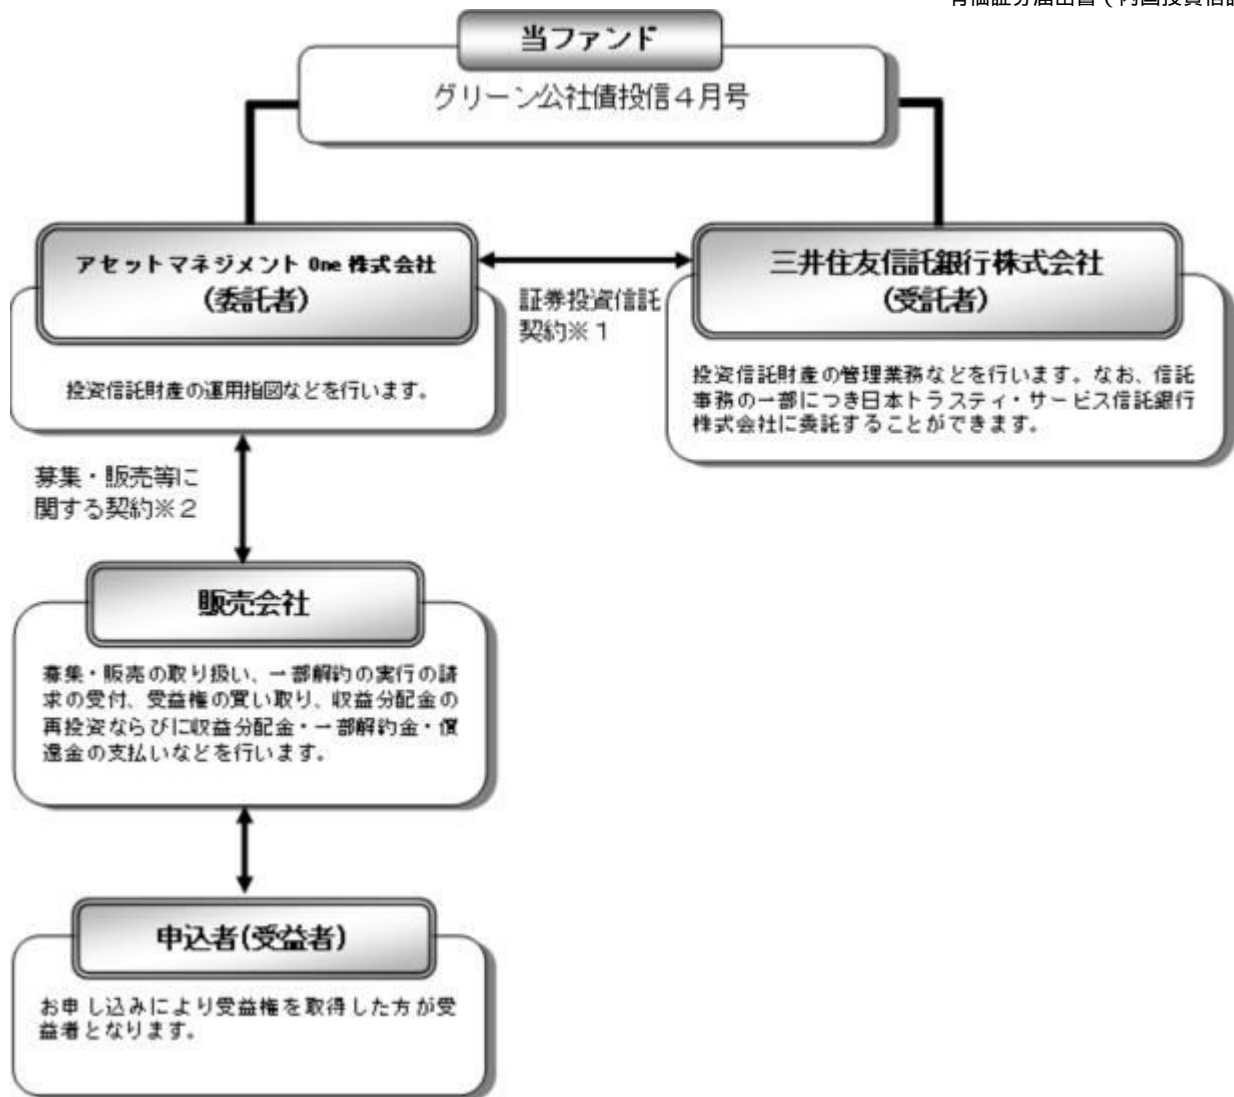 当ファンド
グリーン公社債投信４月号
アセットマネジメント One 株式会社
(委託者)
三井住友信託銀行株式会社
(受託者)
証券投資信託
契約※１
投資信託財産の運用指図などを行います。
投資信託財産の管理業務などを行います。なお、信託
事務の一部につき日本トラスティ・サービス信託銀行
株式会社に委託することができます。
募集・販売等に
関する契約※２
販売会社
募集・販売の取り扱い、一部解約の実行の請
求の受付、受益権の買い取り、収益分配金の
再投資ならびに収益分配金・一部解約金・償
還金の支払いなどを行います。
申込者(受益者)
お申し込みにより受益権を取得した方が受
益者となります。